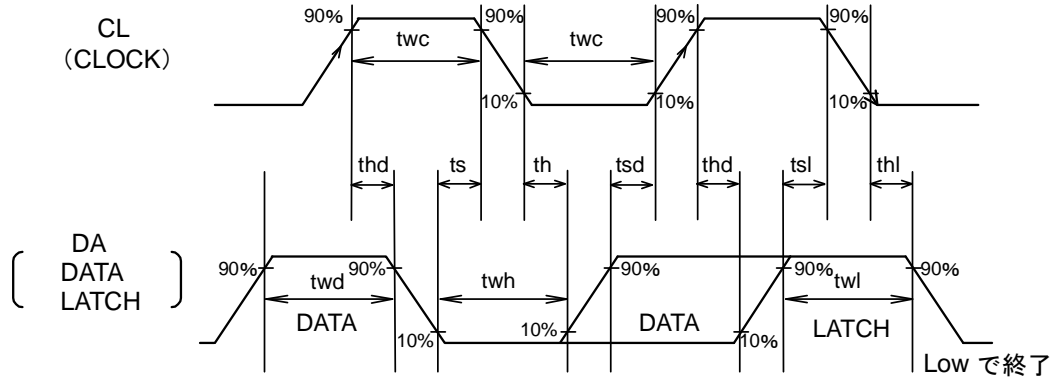 CL
（CLOCK）
90%
twc
90%
twc
90%
90%
10%
10%
10%
thd
ts
th
tsd
thd
tsl
thl
DA
DATA
LATCH
90%
twd
90%
twh
90%
90%
twl
90%
DATA
10%
10%
DATA
10%
LATCH
Low で終了